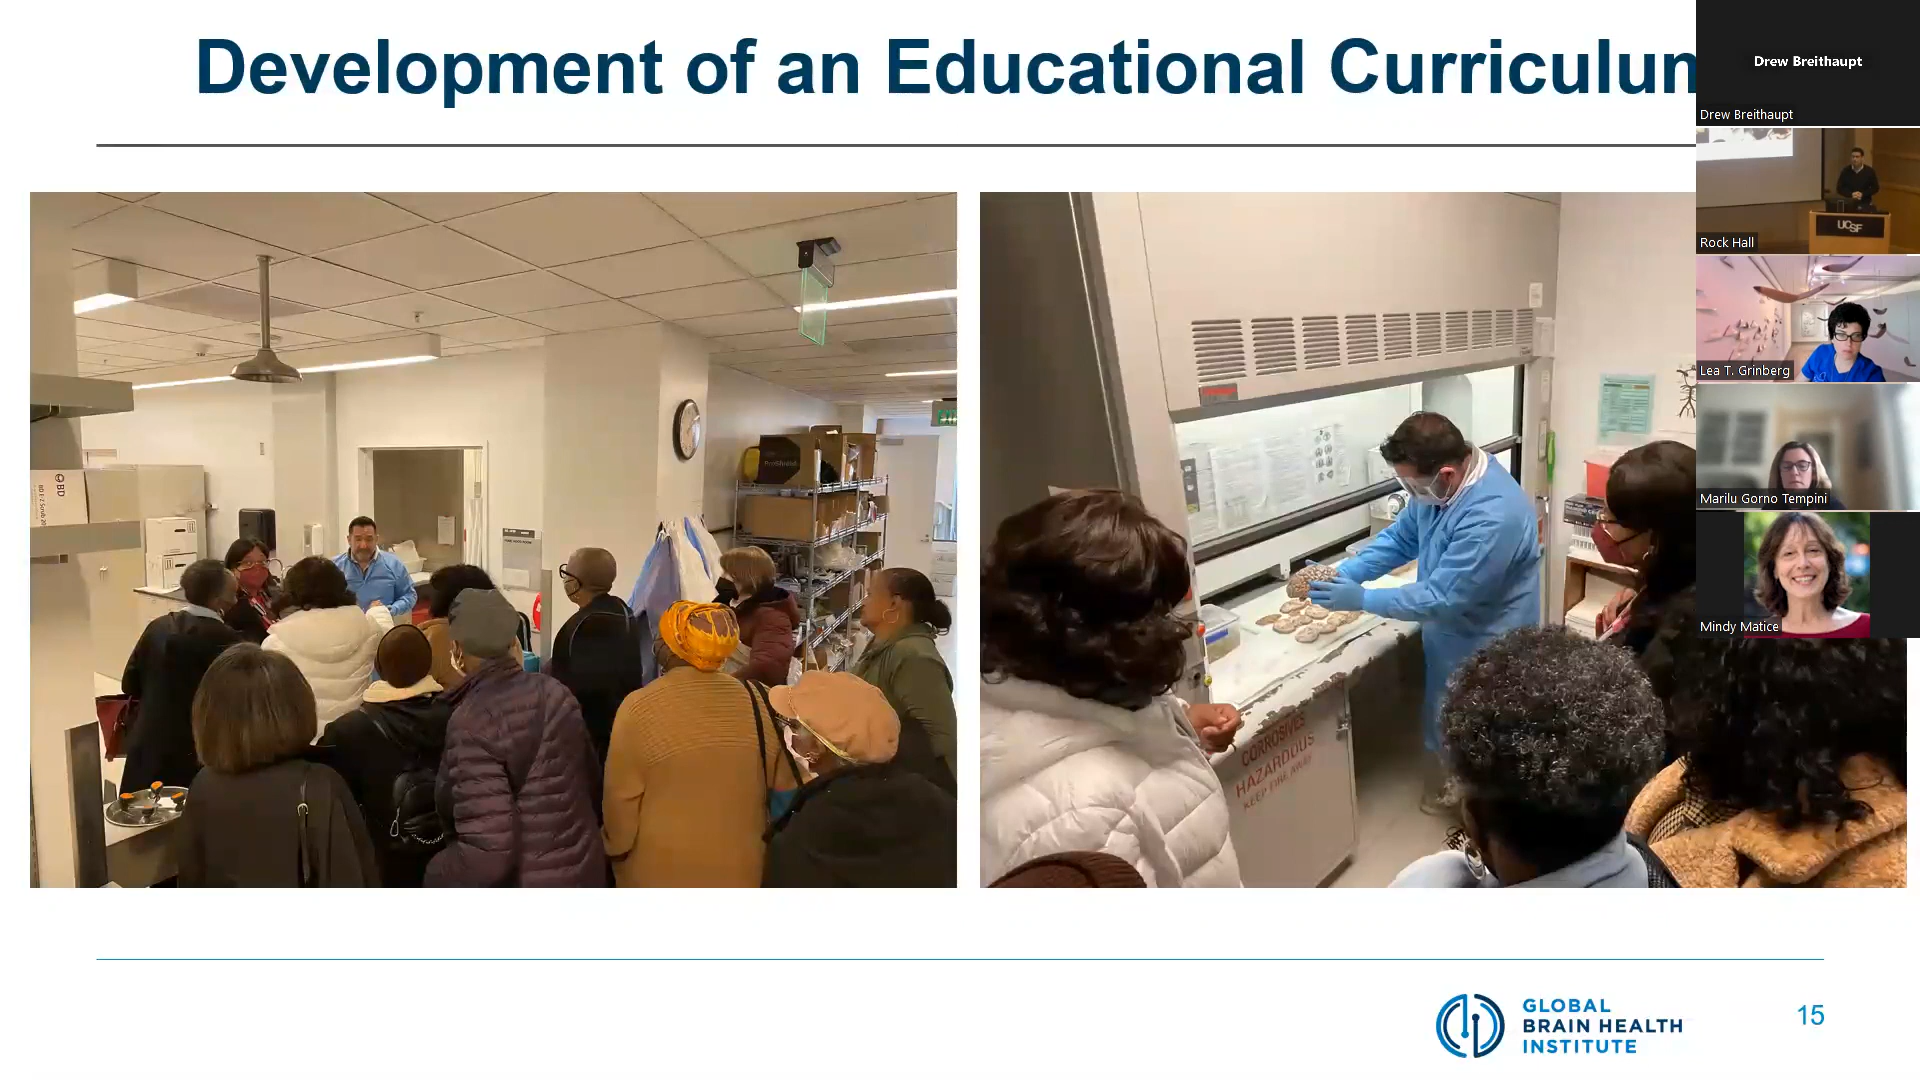 Development of an Educational Curriculum
Drew Breithaupt
Drew Breithaupt
UCSF
Rock Hall
Lea T. Grinberg
Marilu Gorno Tempini
Mindy Matice
BD
CORROSIVES
HAZARDOUS
KEEP FIRE AWAY
GLOBAL
BRAIN HEALTH
INSTITUTE
15